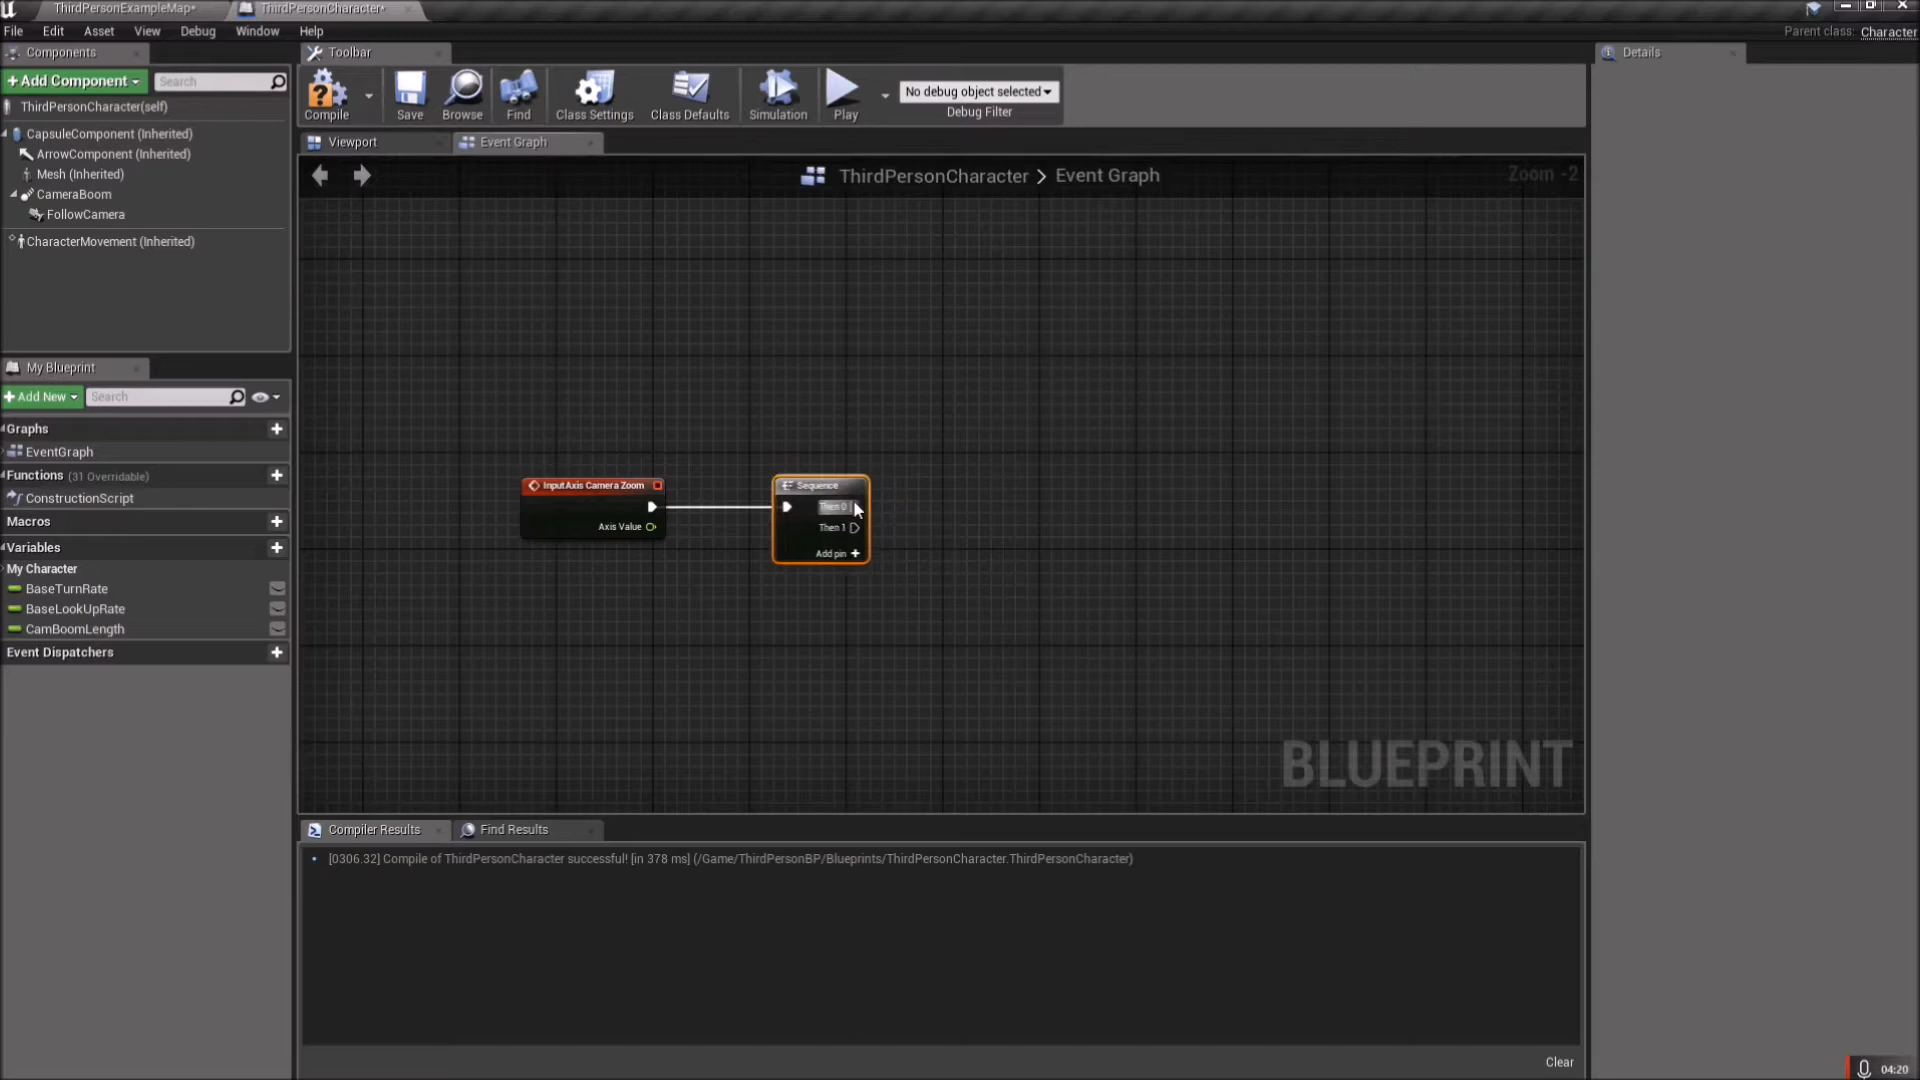 ThirdPersonExampleMap*
ThirdPersonCharacter*
File Edit Asset View Debug Window Help
Parent class: Character
Components
Toolbar
Details
+ Add Component
Search
ThirdPersonCharacter(self)
CapsuleComponent (Inherited)
ArrowComponent (Inherited)
Mesh (Inherited)
CameraBoom
FollowCamera
CharacterMovement (Inherited)
Compile
Save
Browse
Find
Class Settings
Class Defaults
Simulation
Play
No debug object selected
Debug Filter
Viewport
Event Graph
ThirdPersonCharacter > Event Graph
Zoom -2
My Blueprint
+ Add New
Search
Graphs
EventGraph
Functions (31 Overridable)
ConstructionScript
Macros
Variables
My Character
BaseTurnRate
BaseLookUpRate
CamBoomLength
Event Dispatchers
InputAxis Camera Zoom
Axis Value
Sequence
Then 0
Then 1
Add pin +
BLUEPRINT
Compiler Results
Find Results
• [0306.32] Compile of ThirdPersonCharacter successful! [in 378 ms] (/Game/ThirdPersonBP/Blueprints/ThirdPersonCharacter.ThirdPersonCharacter)
Clear
04:20